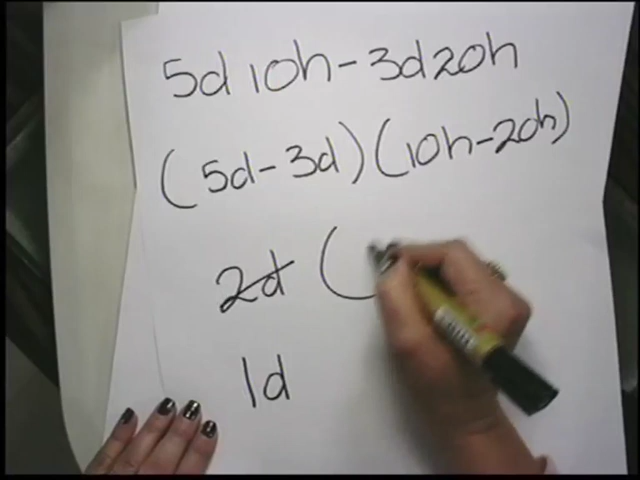 5d 10h - 3d 20h
(5d - 3d) (10h - 20h)
2d (
1d